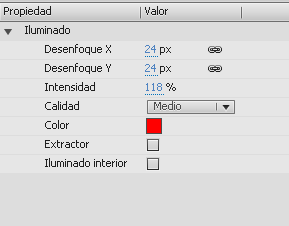 Propiedad Valor
Iluminado
Desenfoque X 24 px
Desenfoque Y 24 px
Intensidad 118 %
Calidad Medio
Color
Extractor
Iluminado interior